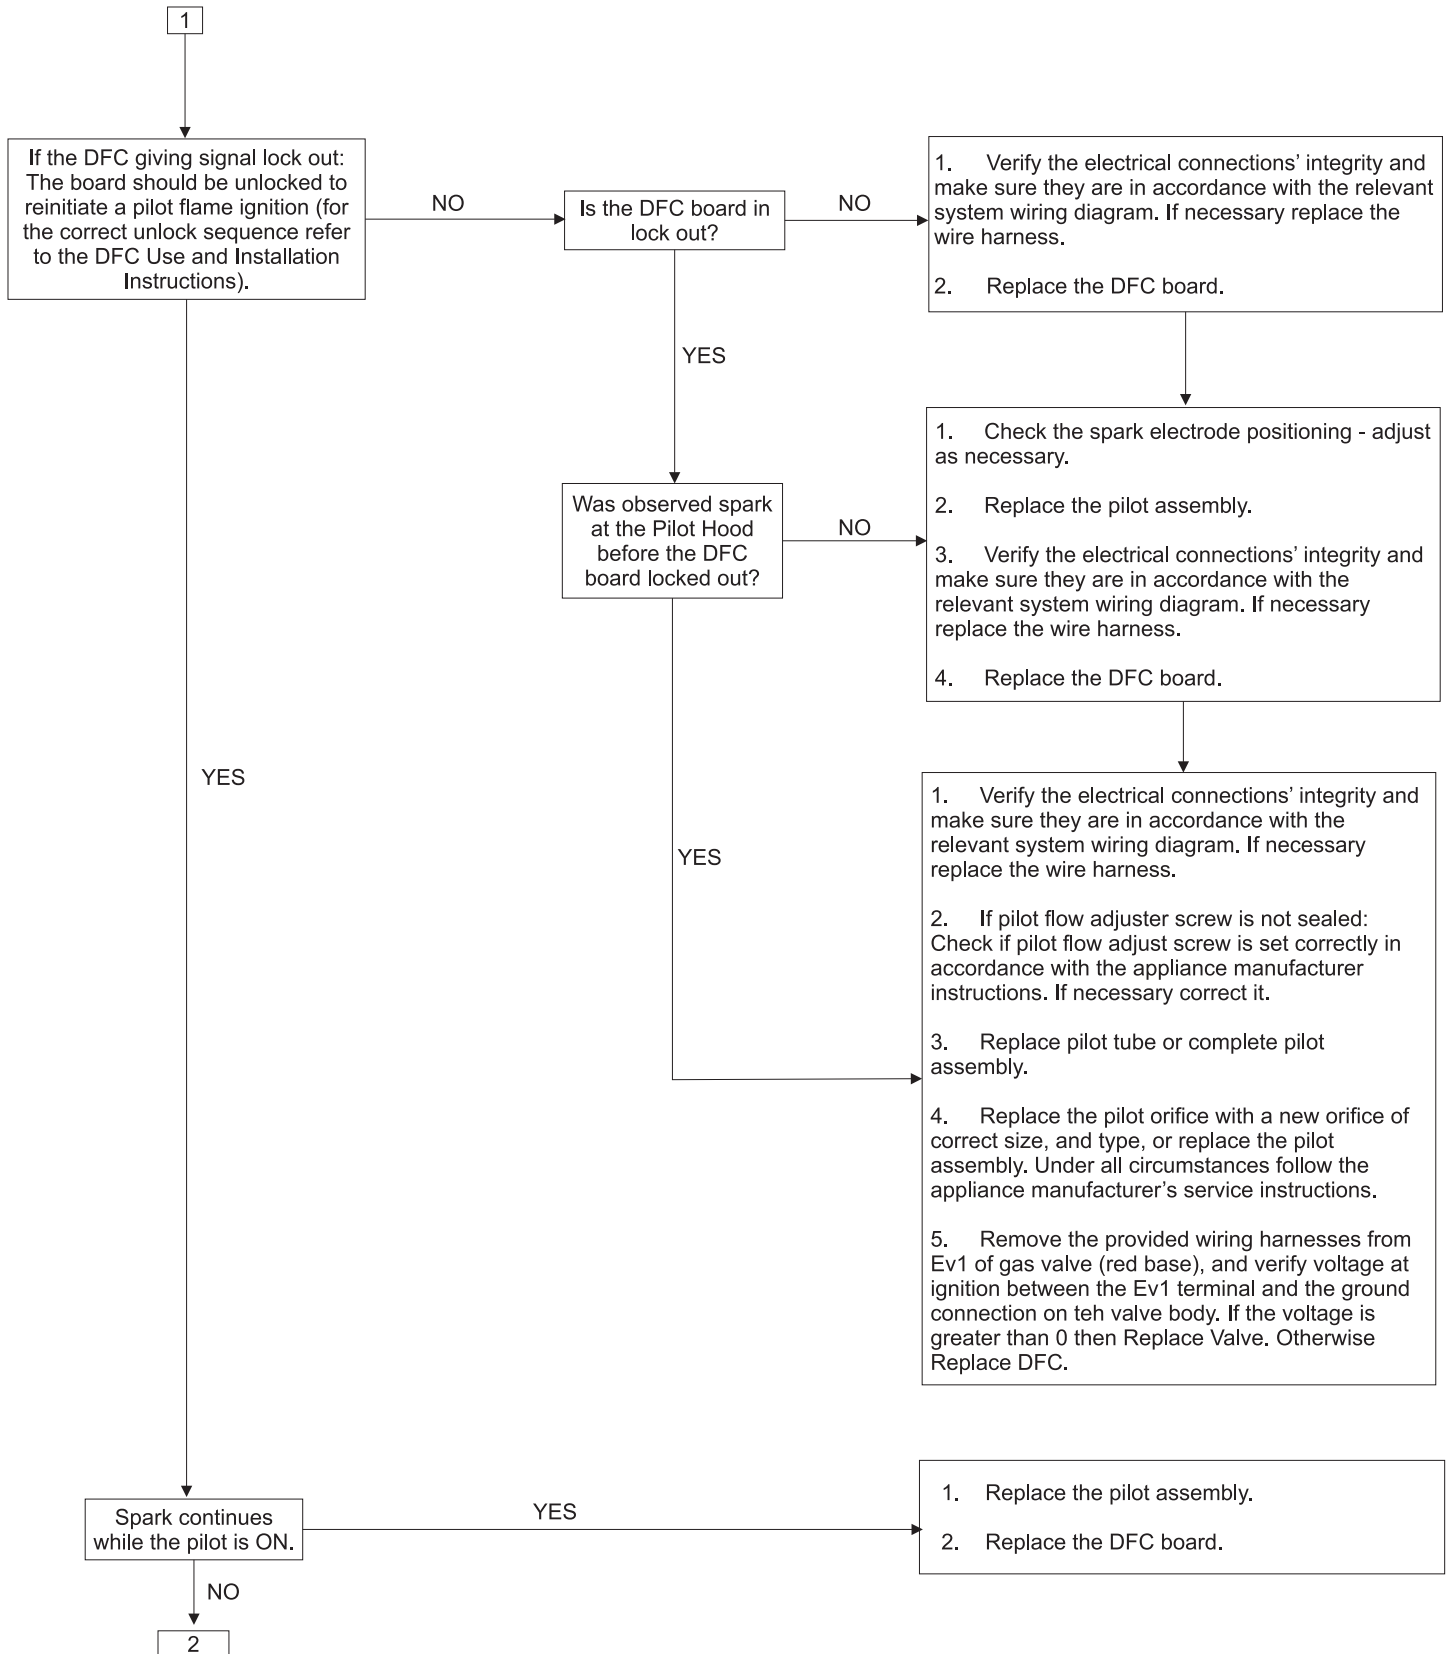 1
If the DFC giving signal lock out:
The board should be unlocked to
reinitiate a pilot flame ignition (for
the correct unlock sequence refer
to the DFC Use and Installation
Instructions).
NO
Is the DFC board in
lock out?
NO
1. Verify the electrical connections' integrity and
make sure they are in accordance with the relevant
system wiring diagram. If necessary replace the
wire harness.
2. Replace the DFC board.
YES
Was observed spark
at the Pilot Hood
before the DFC
board locked out?
NO
1. Check the spark electrode positioning - adjust
as necessary.
2. Replace the pilot assembly.
3. Verify the electrical connections' integrity and
make sure they are in accordance with the
relevant system wiring diagram. If necessary
replace the wire harness.
4. Replace the DFC board.
YES
YES
1. Verify the electrical connections' integrity and
make sure they are in accordance with the
relevant system wiring diagram. If necessary
replace the wire harness.
2. If pilot flow adjuster screw is not sealed:
Check if pilot flow adjust screw is set correctly in
accordance with the appliance manufacturer
instructions. If necessary correct it.
3. Replace pilot tube or complete pilot
assembly.
4. Replace the pilot orifice with a new orifice of
correct size, and type, or replace the pilot
assembly. Under all circumstances follow the
appliance manufacturer's service instructions.
5. Remove the provided wiring harnesses from
Ev1 of gas valve (red base), and verify voltage at
ignition between the Ev1 terminal and the ground
connection on teh valve body. If the voltage is
greater than 0 then Replace Valve. Otherwise
Replace DFC.
Spark continues
while the pilot is ON.
YES
1. Replace the pilot assembly.
2. Replace the DFC board.
NO
2